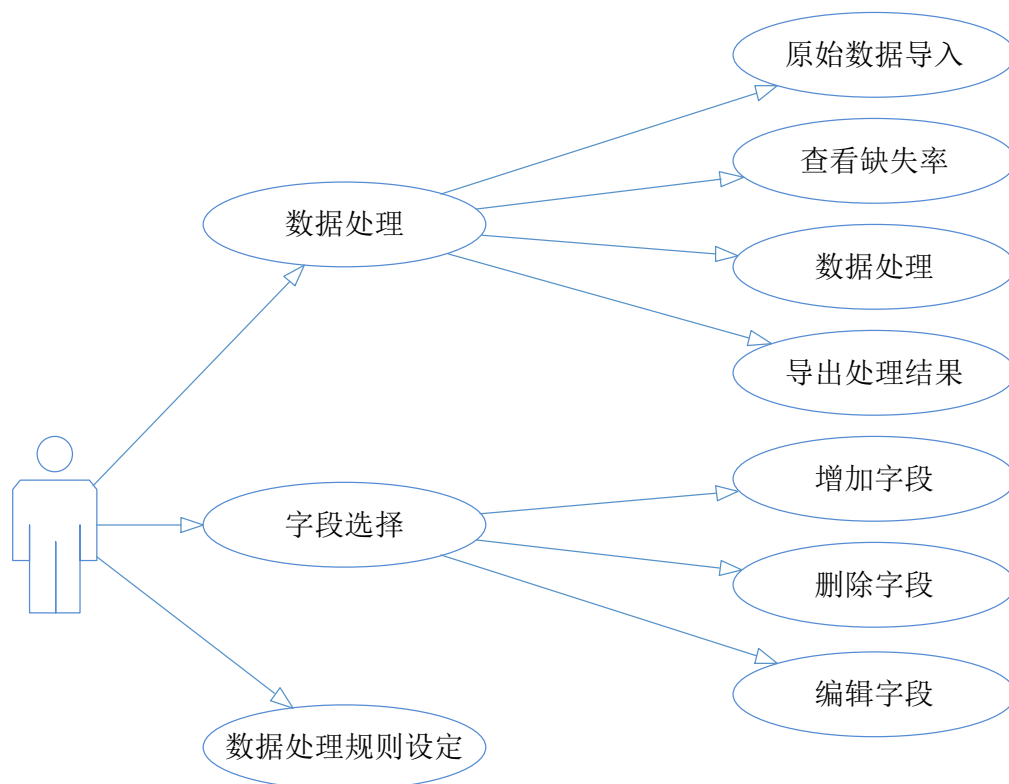 原始数据导入
查看缺失率
数据处理
数据处理
导出处理结果
增加字段
字段选择
删除字段
编辑字段
数据处理规则设定